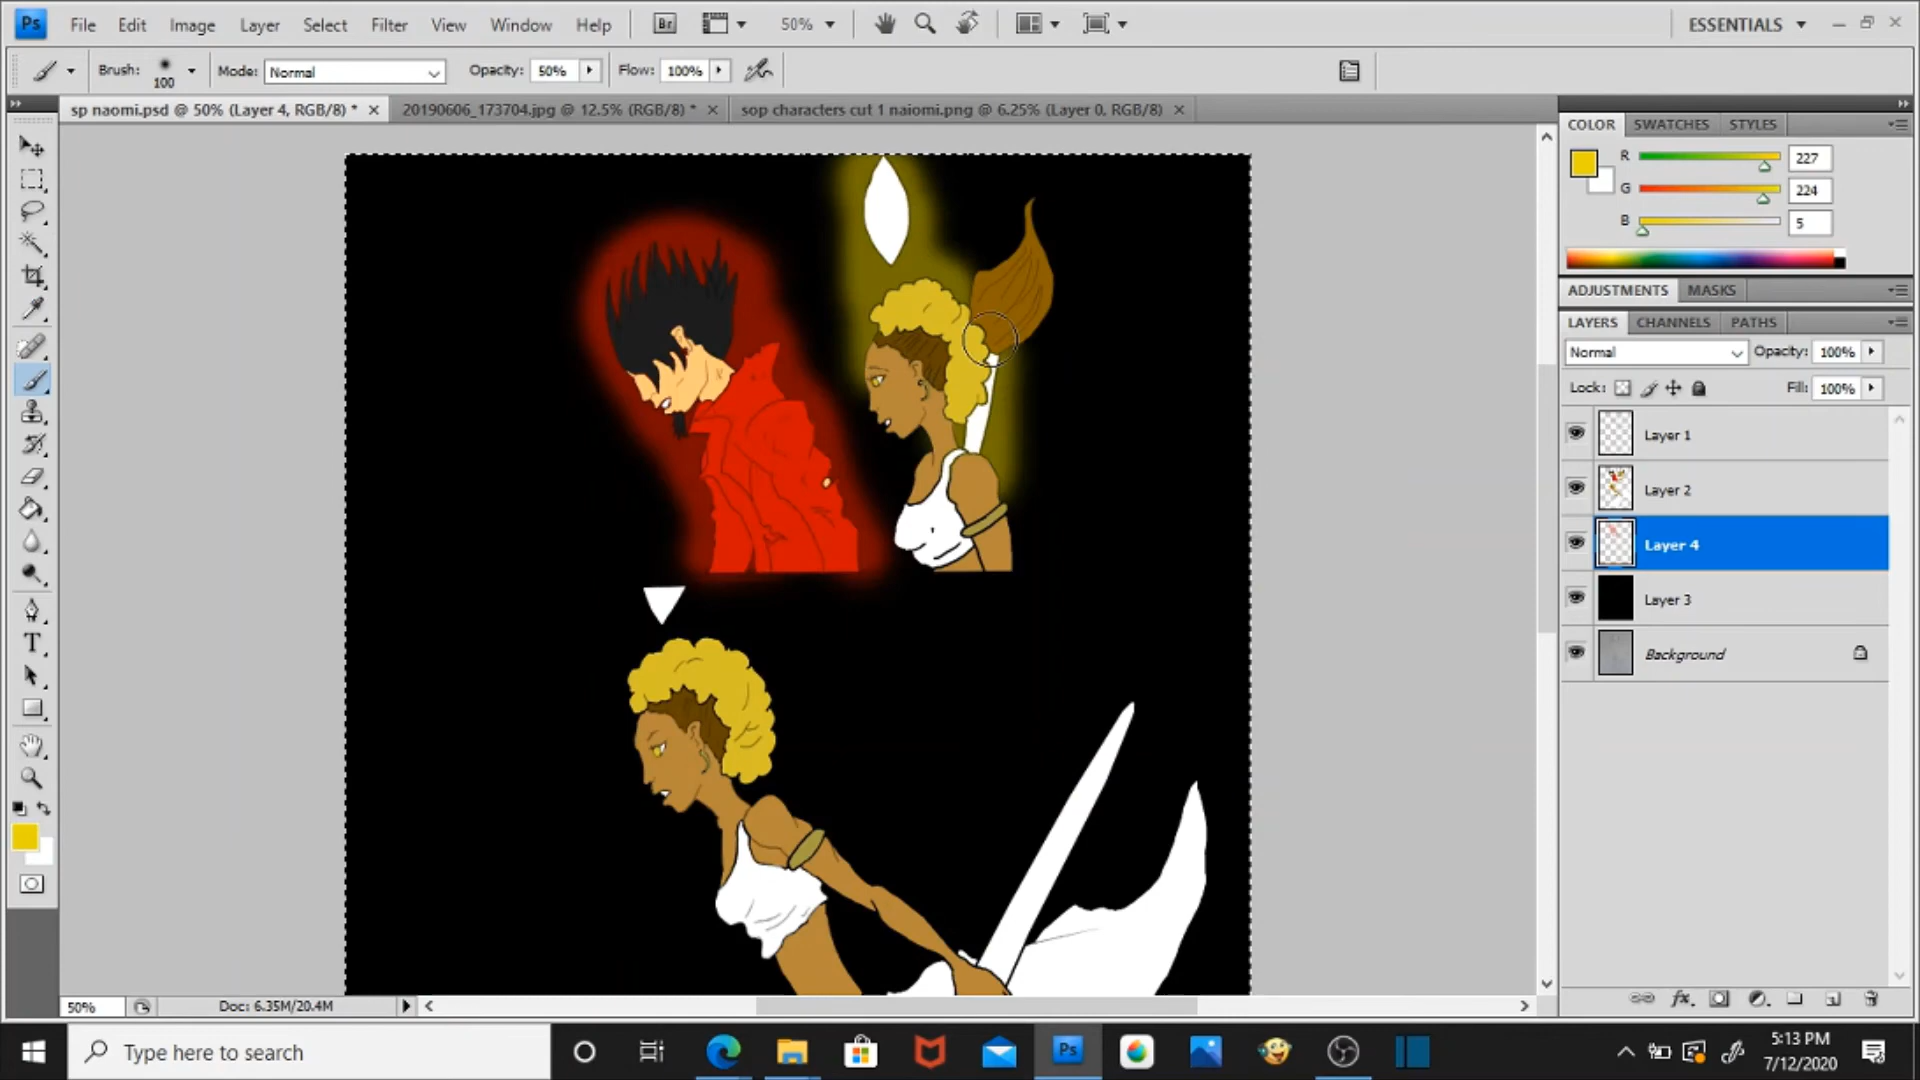 Ps File Edit Image Layer Select Filter View Window Help Br 50% ESSENTIALS
Brush: 100 Mode: Normal Opacity: 50% Flow: 100%
sp naomi.psd @ 50% (Layer 4, RGB/8) * 20190606_173704.jpg @ 12.5% (RGB/8) * sop characters cut 1 naiomi.png @ 6.25% (Layer 0, RGB/8)
COLOR SWATCHES STYLES
R 227
G 224
B 5
ADJUSTMENTS MASKS
LAYERS CHANNELS PATHS
Normal Opacity: 100%
Lock: Fill: 100%
Layer 1
Layer 2
Layer 4
Layer 3
Background
T
50% Doc: 6.35M/20.4M
fx
Type here to search
Ps
5:13 PM
7/12/2020